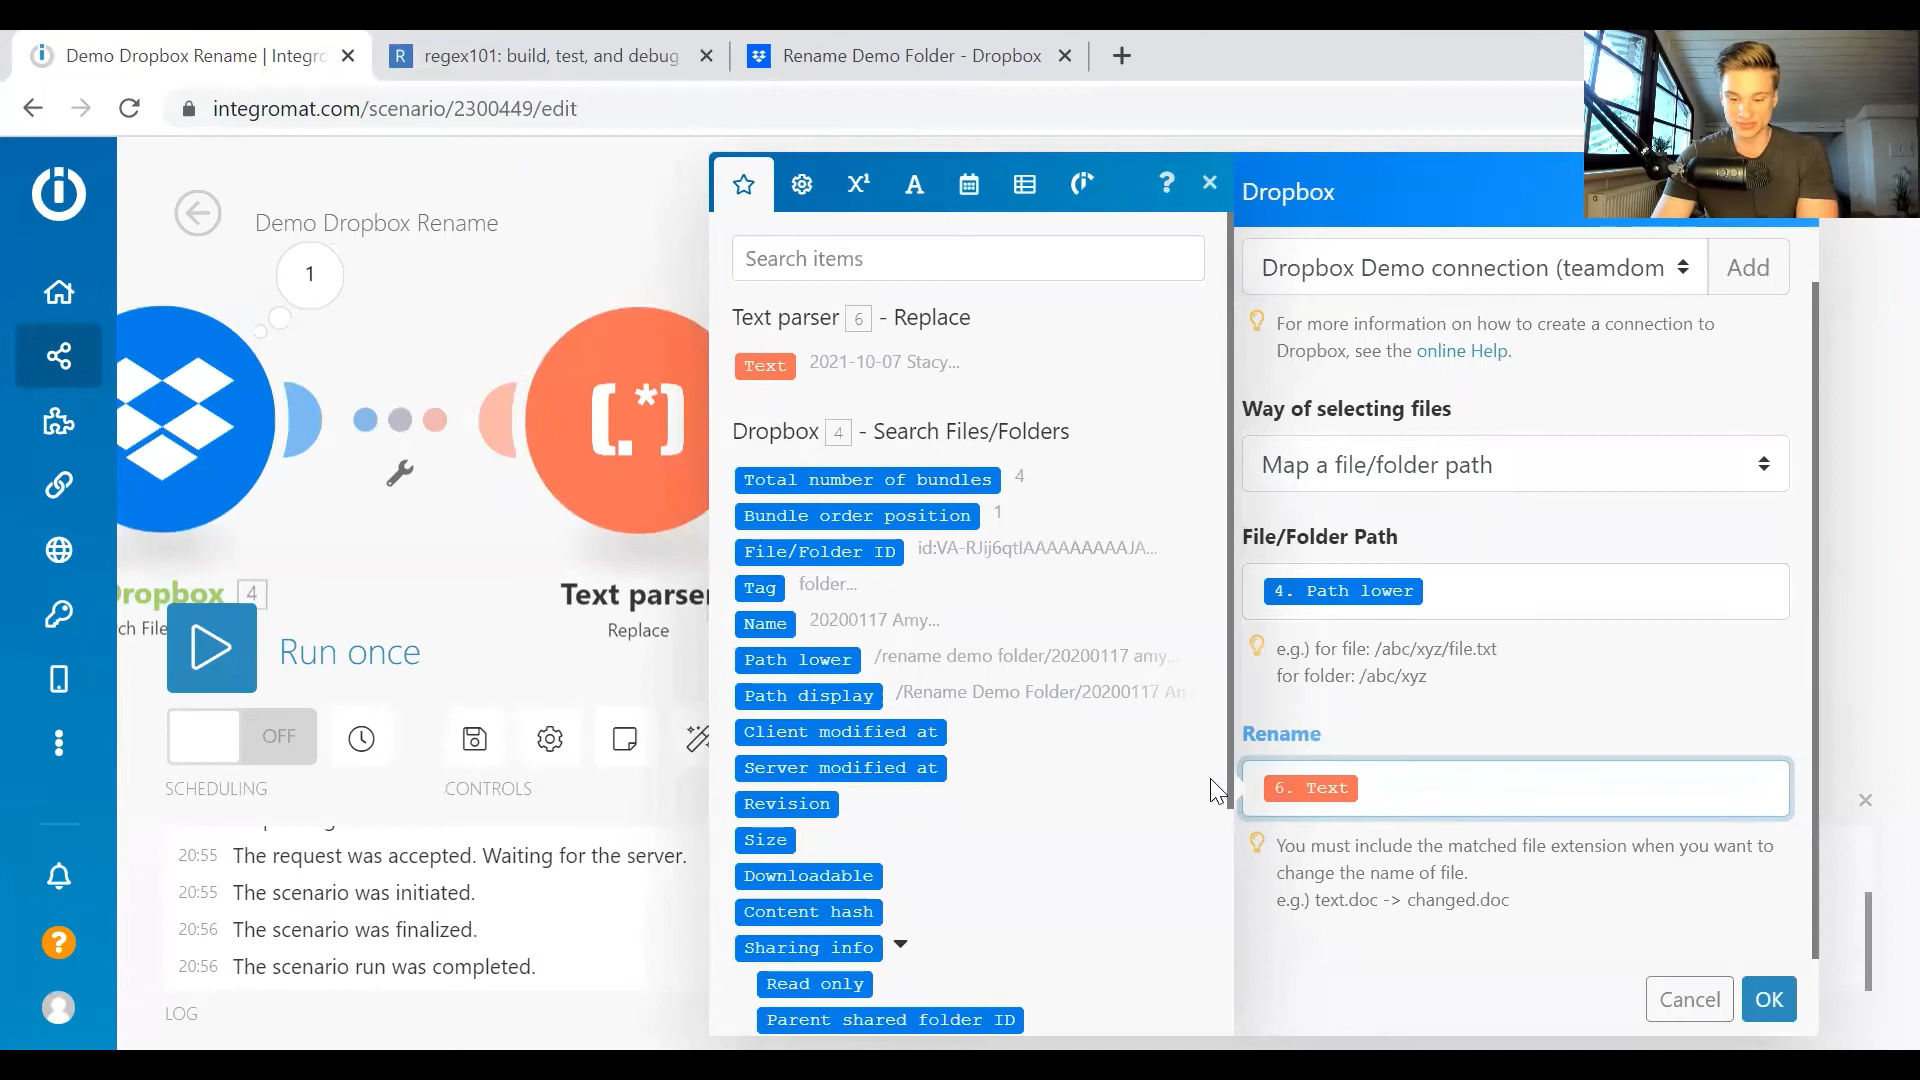 Demo Dropbox Rename | Integro
regex101: build, test, and debug
Rename Demo Folder - Dropbox
integromat.com/scenario/2300449/edit
Demo Dropbox Rename
1
Dropbox 4
Text parser
Replace
Run once
OFF
SCHEDULING
CONTROLS
20:55 The request was accepted. Waiting for the server.
20:55 The scenario was initiated.
20:56 The scenario was finalized.
20:56 The scenario run was completed.
LOG
Search items
Text parser 6 - Replace
Text 2021-10-07 Stacy...
Dropbox 4 - Search Files/Folders
Total number of bundles 4
Bundle order position 1
File/Folder ID
Tag folder...
Name 20200117 Amy...
Path lower /rename demo folder/20200117 amy...
Path display /Rename Demo Folder/20200117 Am
Client modified at
Server modified at
Revision
Size
Downloadable
Content hash
Sharing info
Read only
Parent shared folder ID
Dropbox
Dropbox Demo connection (teamdom
Add
For more information on how to create a connection to
Dropbox, see the online Help.
Way of selecting files
Map a file/folder path
File/Folder Path
4. Path lower
e.g.) for file: /abc/xyz/file.txt
for folder: /abc/xyz
Rename
6. Text
You must include the matched file extension when you want to
change the name of file.
e.g.) text.doc -> changed.doc
Cancel
OK